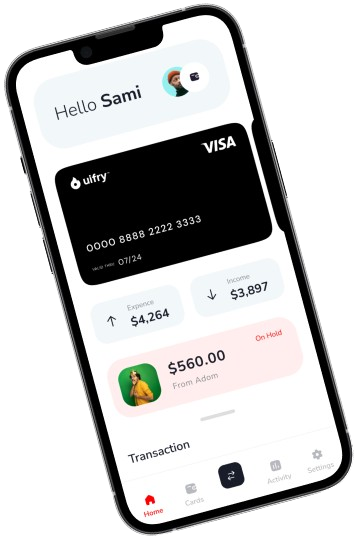 Hello Sami
VISA
uifry
0000 8888 2222 3333
VALID THRU 07/24
Expence
$4,264
Income
$3,897
$560.00
On Hold
From Adom
Transaction
Home
Cards
Activity
Settings